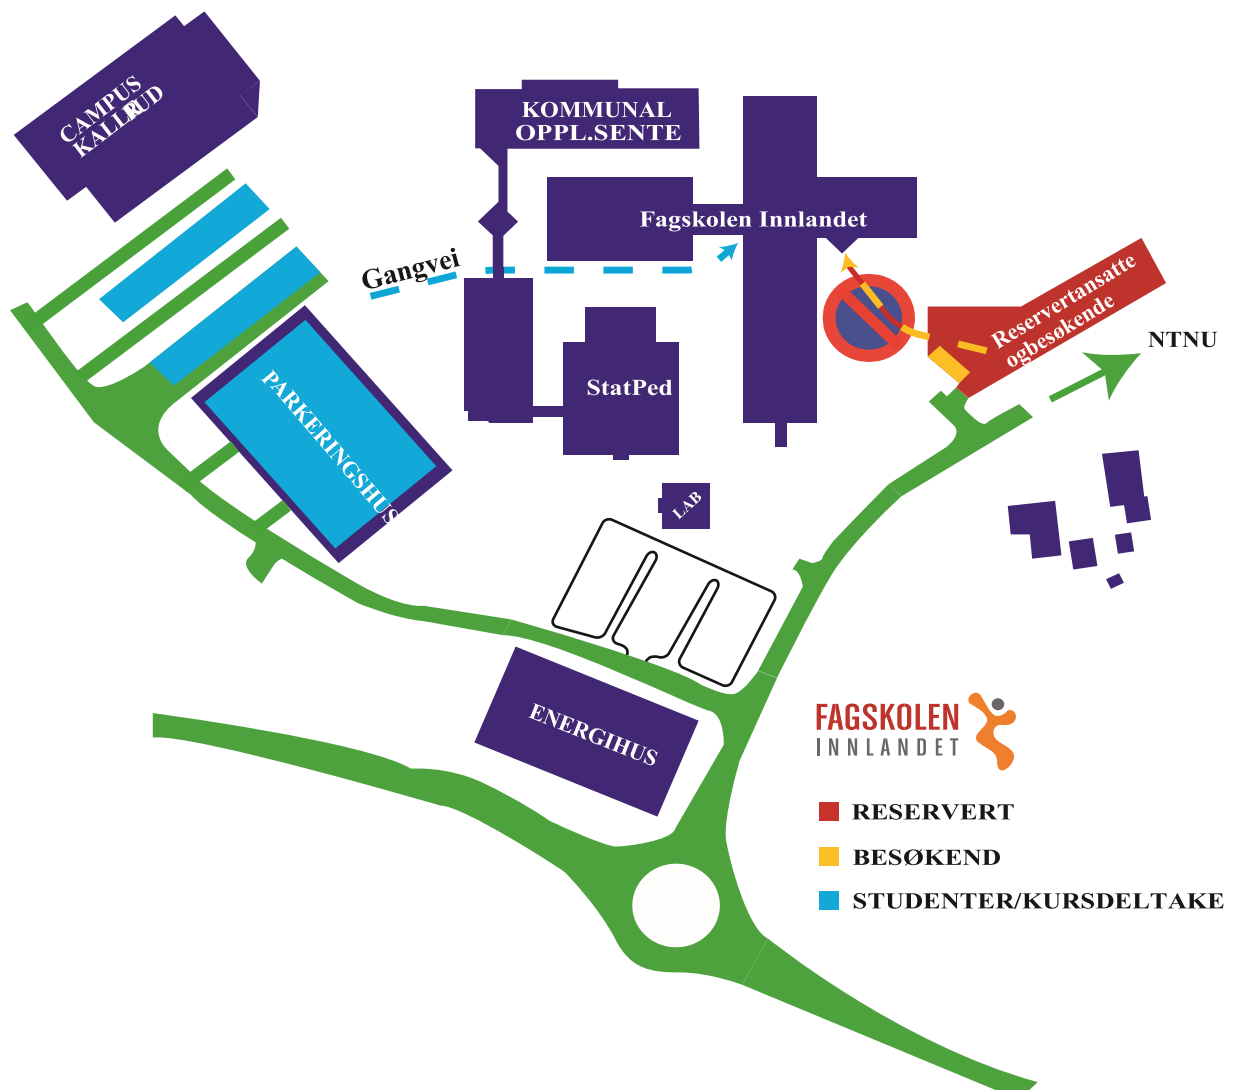 CAMPUS
KALLRUD
KOMMUNAL
OPPL.SENTE
Fagskolen Innlandet
Gangvei
Reservertansatte
ogbesøkende
NTNU
StatPed
PARKERINGSHUS
LAB
ENERGIHUS
FAGSKOLEN
INNLANDET
RESERVERT
BESØKEND
STUDENTER/KURSDELTAKE